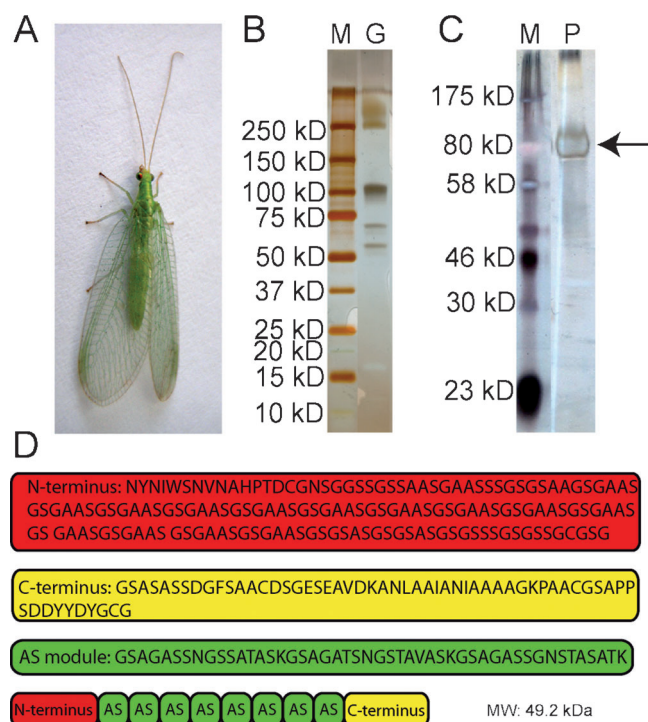 A
B
M G
250 kD
150 kD
100 kD
75 kD
50 kD
37 kD
25 kD
20 kD
15 kD
10 kD
C
M P
175 kD
80 kD
58 kD
46 kD
30 kD
23 kD
D
N-terminus: NYNIWSNVNAHPTDCGNSGGSSGSSAASGAASSSGSGSAAGSGAAS
GSGAASGSGAASGSGAASGSGAASGSGAASGSGAASGSGAASGSGAASGSGAAS
GS GAASGSGAAS GSGAASGSGAASGSGSASGSGSASGSGSSSGSGSSGCGSG
C-terminus: GSASASSDGFSAACDSGESEAVDKANLAAIANIAAAAGKPAACGSAPP
SDDYYDYGCG
AS module: GSAGASSNGSSATASKGSAGATSNGSTAVASKGSAGASSGNSTASATK
N-terminus AS AS AS AS AS AS AS AS C-terminus MW: 49.2 kDa